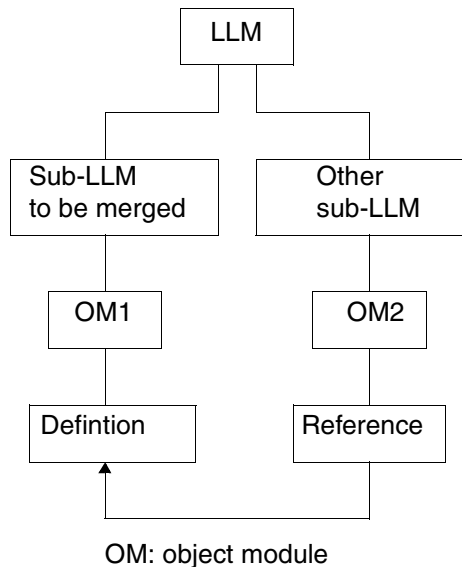 LLM
Sub-LLM
to be merged
Other
sub-LLM
OM1
OM2
Defintion
Reference
OM: object module